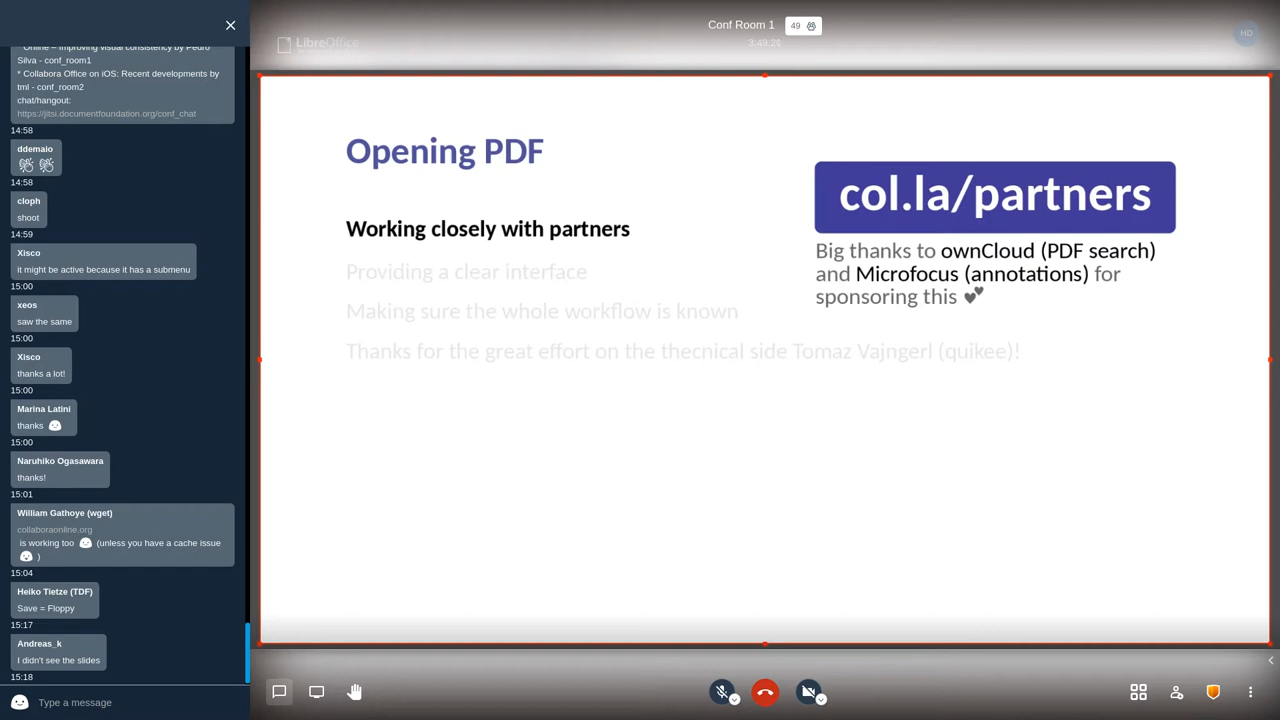 Online – Improving visual consistency by Pedro
Silva - conf_room1
* Collabora Office on iOS: Recent developments by
tml - conf_room2
chat/hangout:
https://jitsi.documentfoundation.org/conf_chat
14:58
ddemaio
14:58
cloph
shoot
14:59
Xisco
it might be active because it has a submenu
15:00
xeos
saw the same
15:00
Xisco
thanks a lot!
15:00
Marina Latini
thanks
15:00
Naruhiko Ogasawara
thanks!
15:01
William Gathoye (wget)
collaboraonline.org
is working too (unless you have a cache issue
)
15:04
Heiko Tietze (TDF)
Save = Floppy
15:17
Andreas_k
I didn't see the slides
15:18
Type a message
Conf Room 1
49
3:49:26
LibreOffice
HD
Opening PDF
Working closely with partners
Providing a clear interface
Making sure the whole workflow is known
Thanks for the great effort on the thecnical side Tomaz Vajngerl (quikee)!
col.la/partners
Big thanks to ownCloud (PDF search)
and Microfocus (annotations) for
sponsoring this